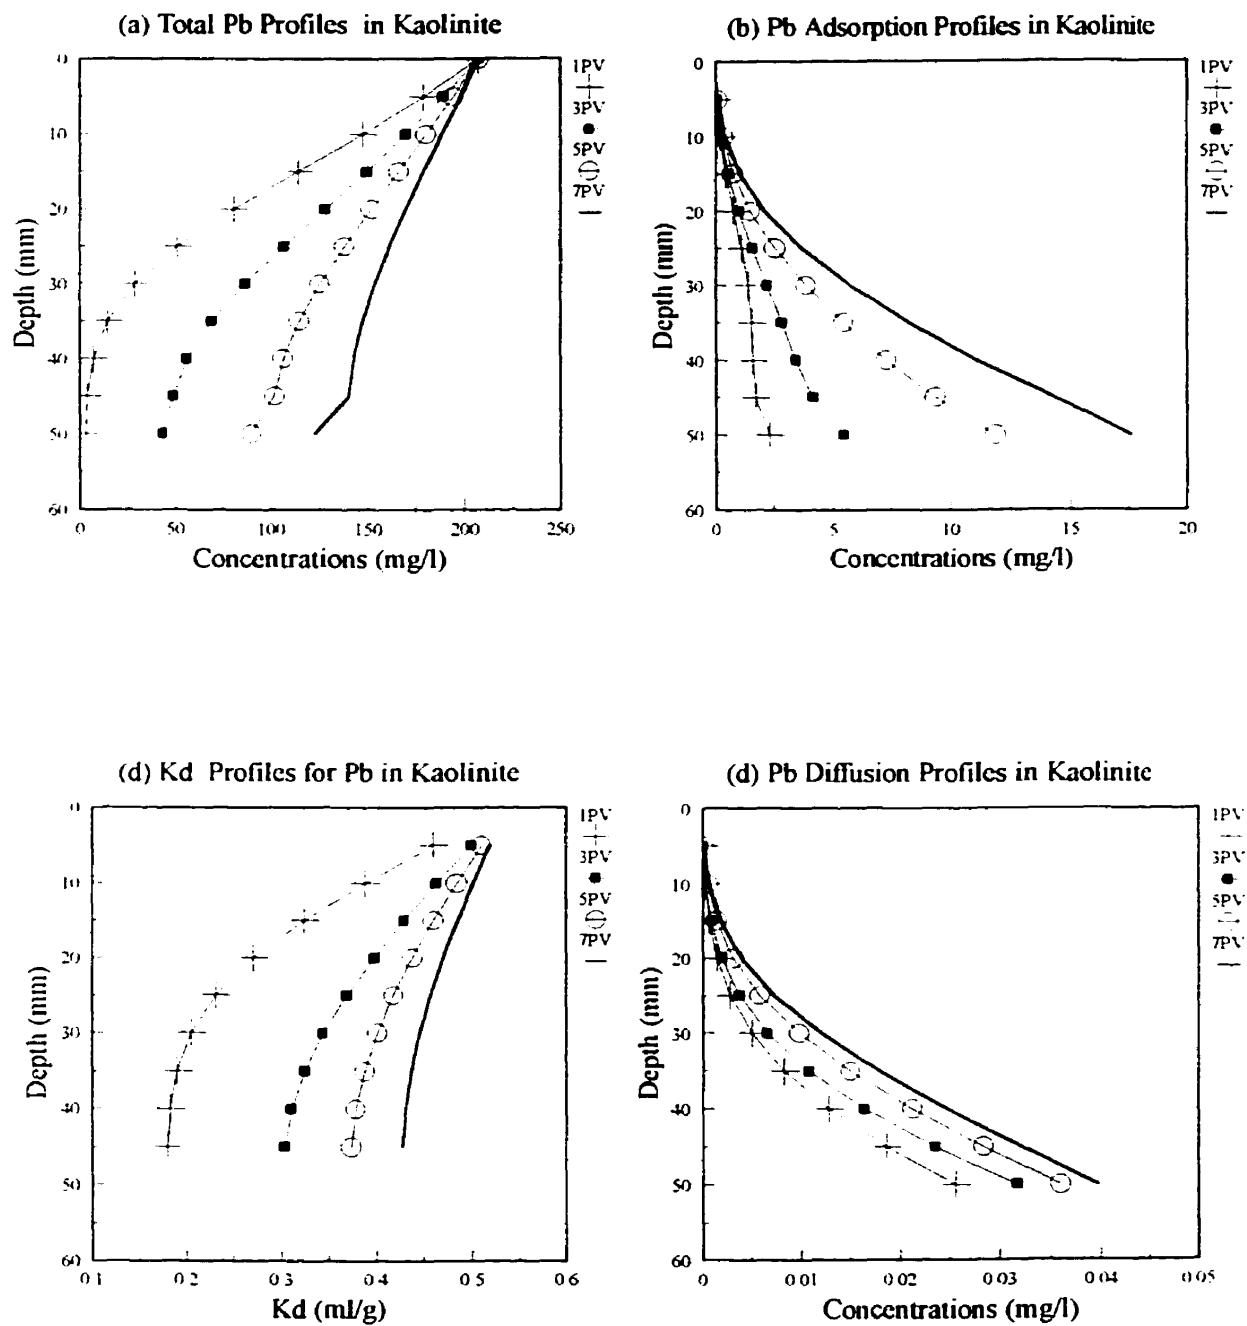 (a) Total Pb Profiles in Kaolinite
(b) Pb Adsorption Profiles in Kaolinite
0
10
20
30
40
50
60
Depth (mm)
0 50 100 150 200 250
Concentrations (mg/l)
1PV
3PV
5PV
7PV
0
10
20
30
40
50
60
Depth (mm)
0 5 10 15 20
Concentrations (mg/l)
1PV
3PV
5PV
7PV
(d) Kd Profiles for Pb in Kaolinite
(d) Pb Diffusion Profiles in Kaolinite
0
10
20
30
40
50
60
Depth (mm)
0.1 0.2 0.3 0.4 0.5 0.6
Kd (ml/g)
1PV
3PV
5PV
7PV
0
10
20
30
40
50
60
Depth (mm)
0 0.01 0.02 0.03 0.04 0.05
Concentrations (mg/l)
1PV
3PV
5PV
7PV